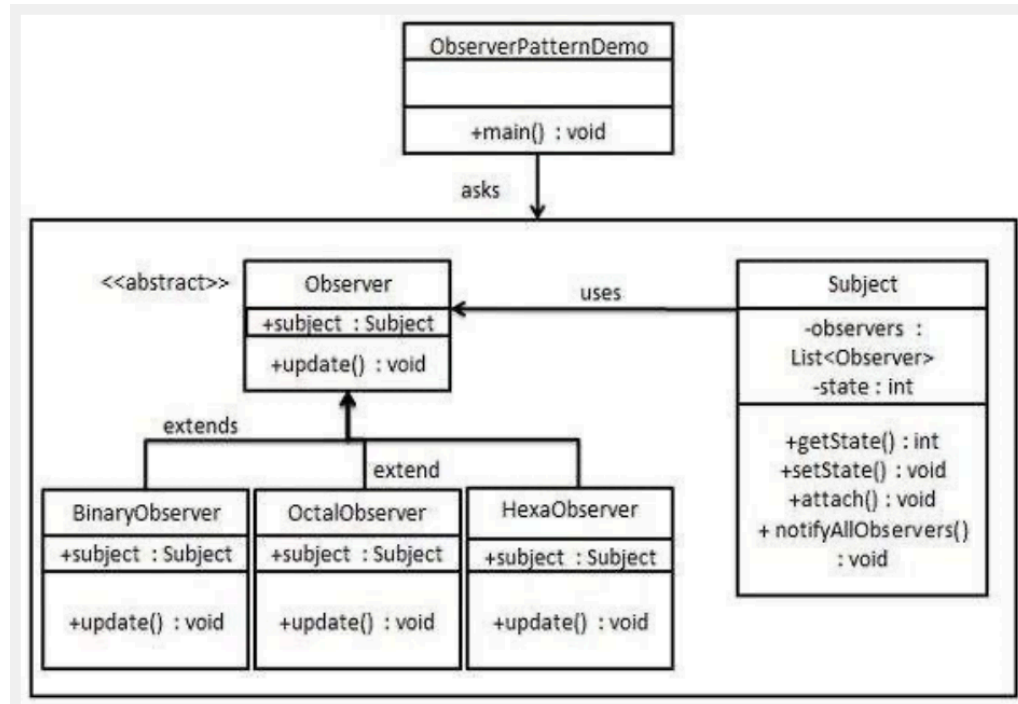 ObserverPatternDemo
+main() : void
asks
<<abstract>>
Observer
+subject : Subject
+update() : void
uses
Subject
-observers :
List<Observer>
-state : int
+getState() : int
+setState() : void
+attach() : void
+ notifyAllObservers()
: void
extends
extend
BinaryObserver
+subject : Subject
+update() : void
OctalObserver
+subject : Subject
+update() : void
HexaObserver
+subject : Subject
+update() : void